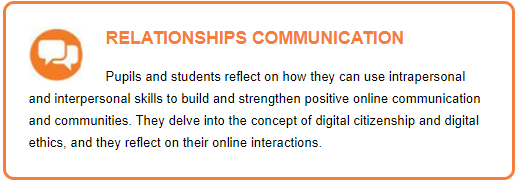 RELATIONSHIPS COMMUNICATION
Pupils and students reflect on how they can use intrapersonal
and interpersonal skills to build and strengthen positive online communication
and communities. They delve into the concept of digital citizenship and digital
ethics, and they reflect on their online interactions.